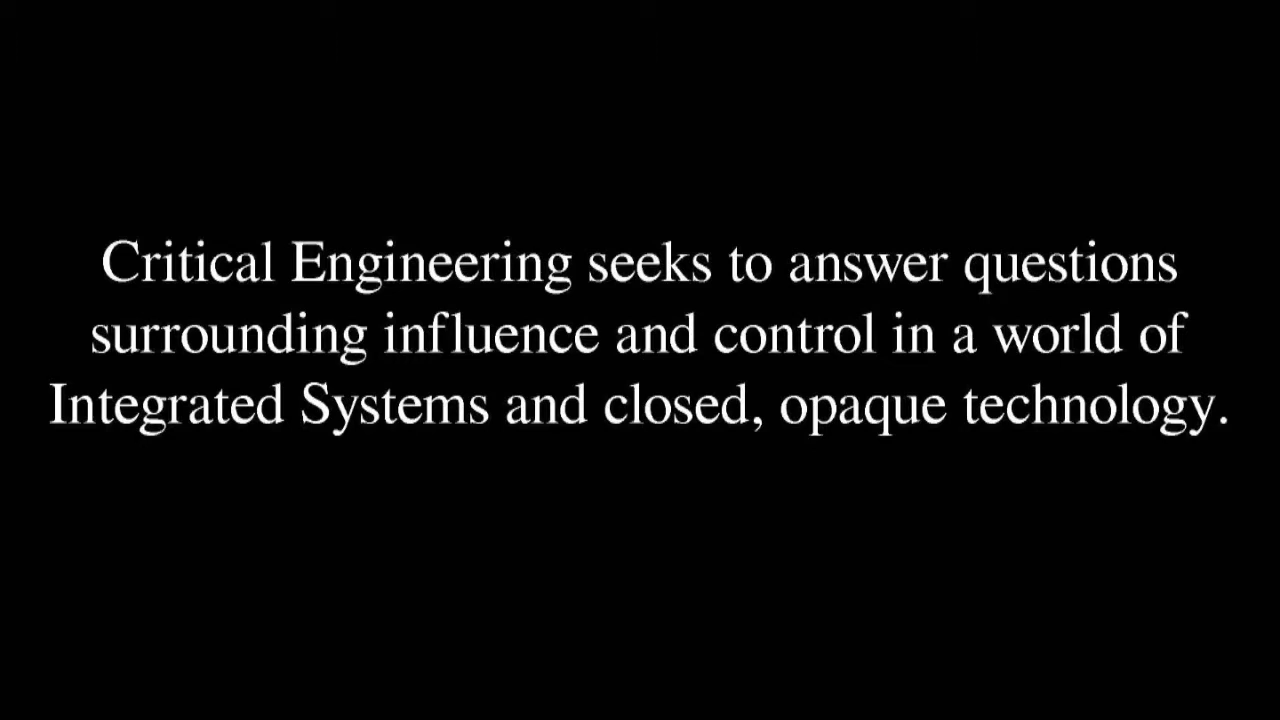 Critical Engineering seeks to answer questions
surrounding influence and control in a world of
Integrated Systems and closed, opaque technology.